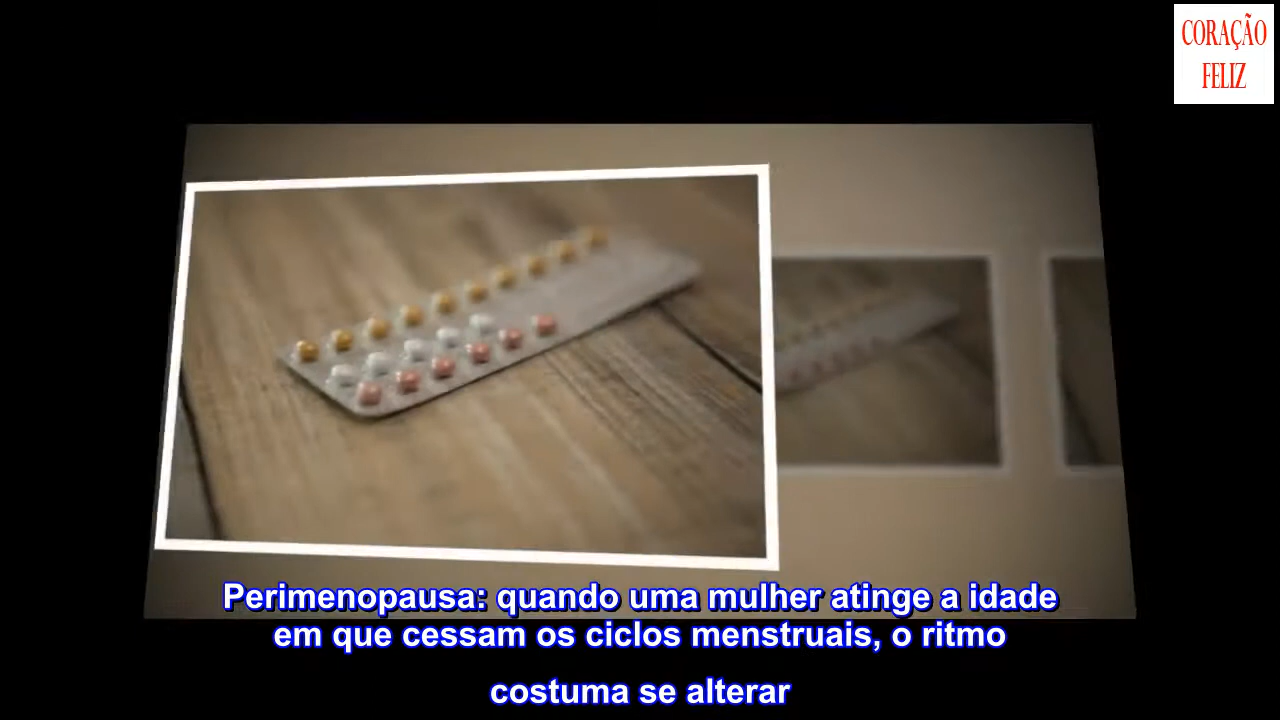 CORAÇÃO
FELIZ
Perimenopausa: quando uma mulher atinge a idade
em que cessam os ciclos menstruais, o ritmo
costuma se alterar